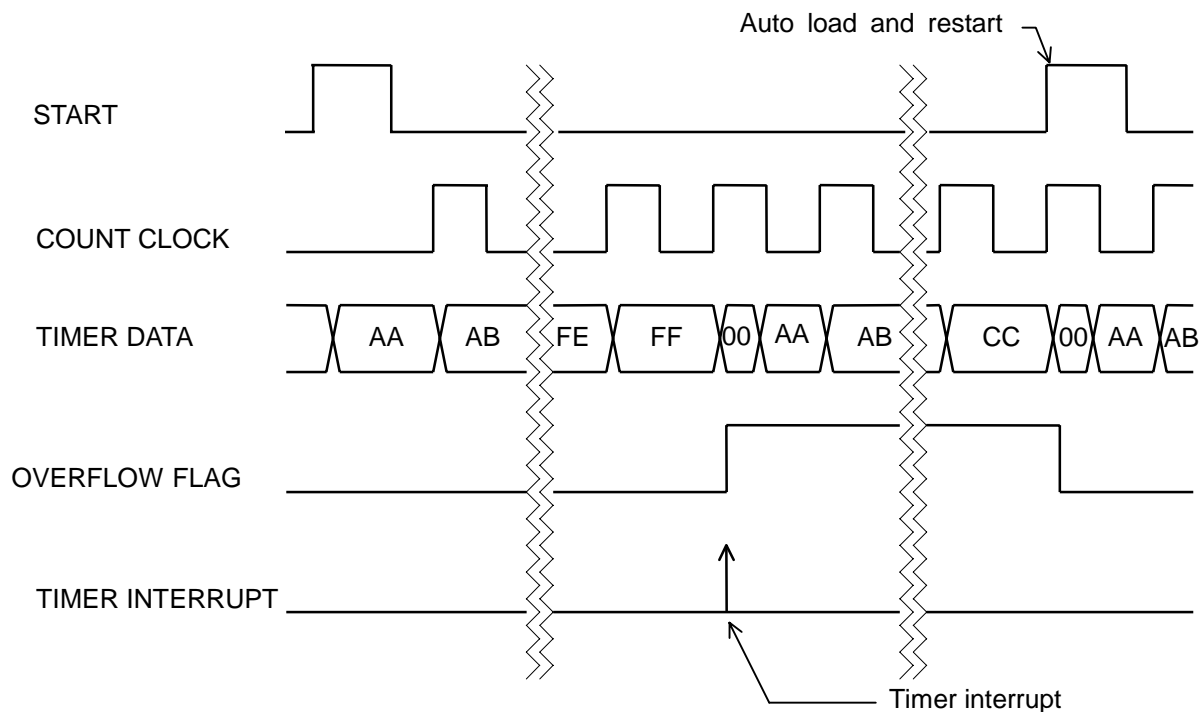 Auto load and restart
START
COUNT CLOCK
TIMER DATA AA AB FE FF 00 AA AB CC 00 AA AB
OVERFLOW FLAG
TIMER INTERRUPT
Timer interrupt